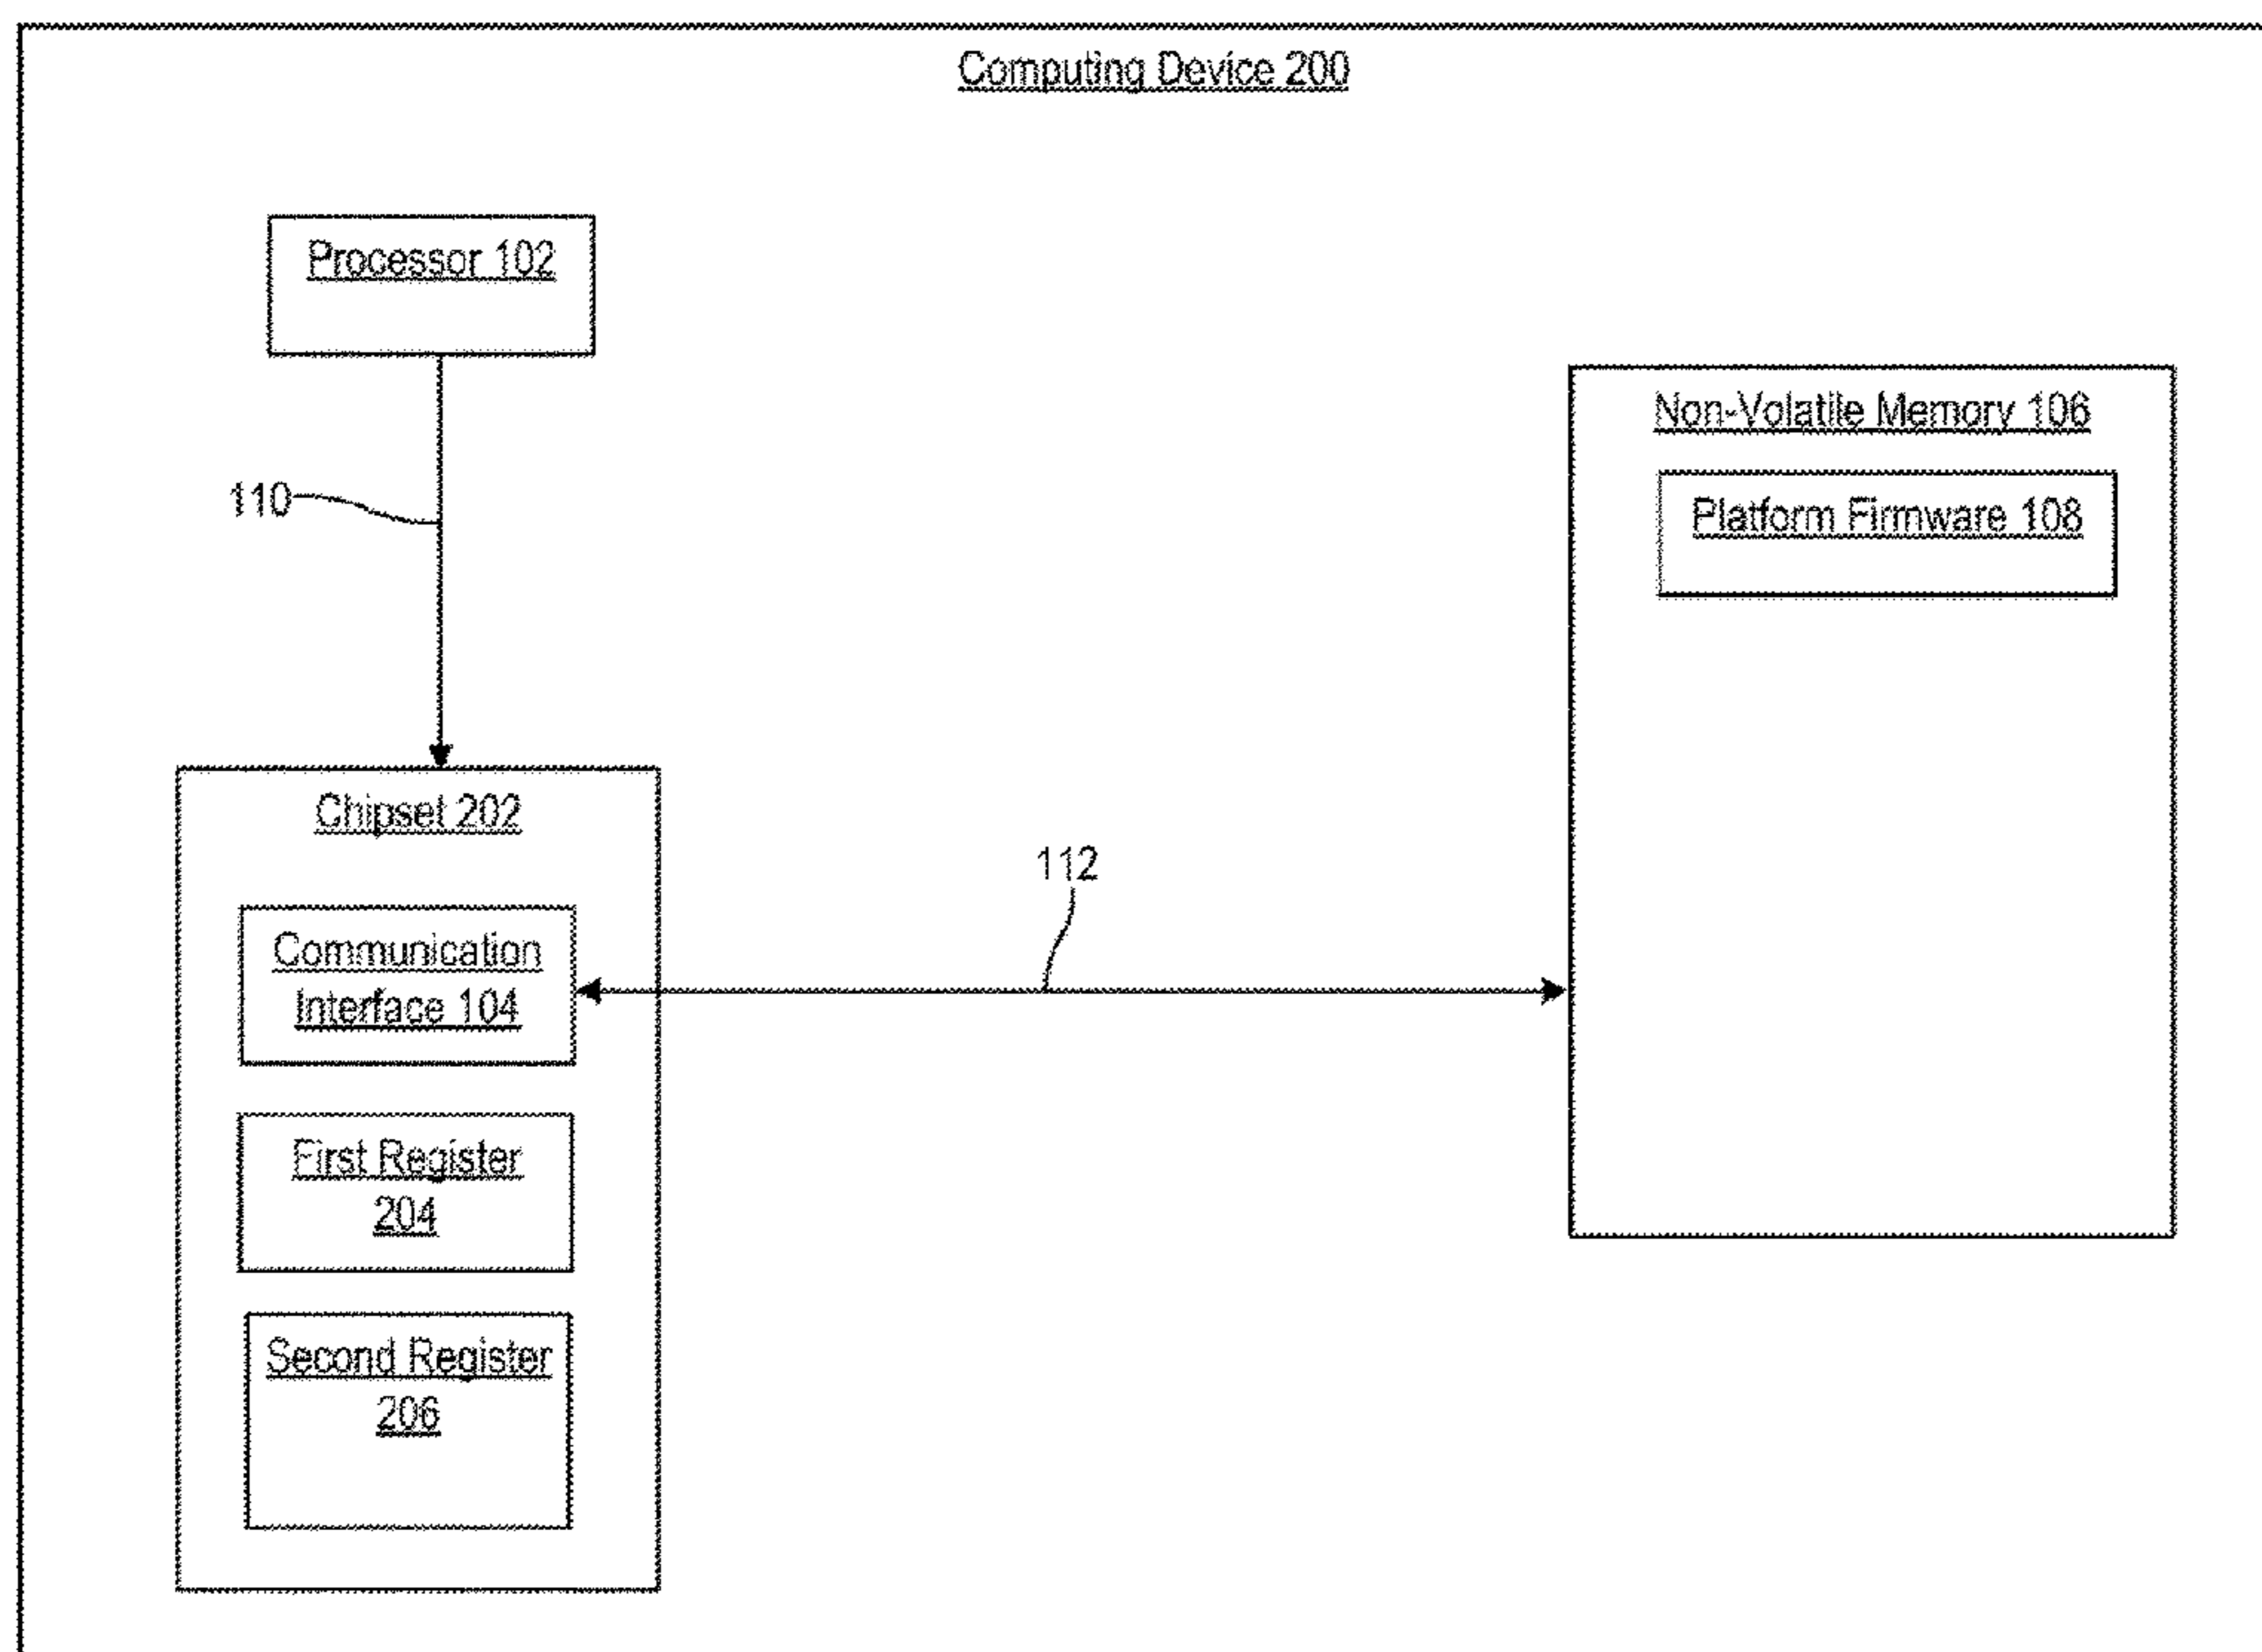 Computing Device 200
Processor 102
Non-Volatile Memory 106
Platform Firmware 108
110
Chipset 202
112
Communication
Interface 104
First Register
204
Second Register
206